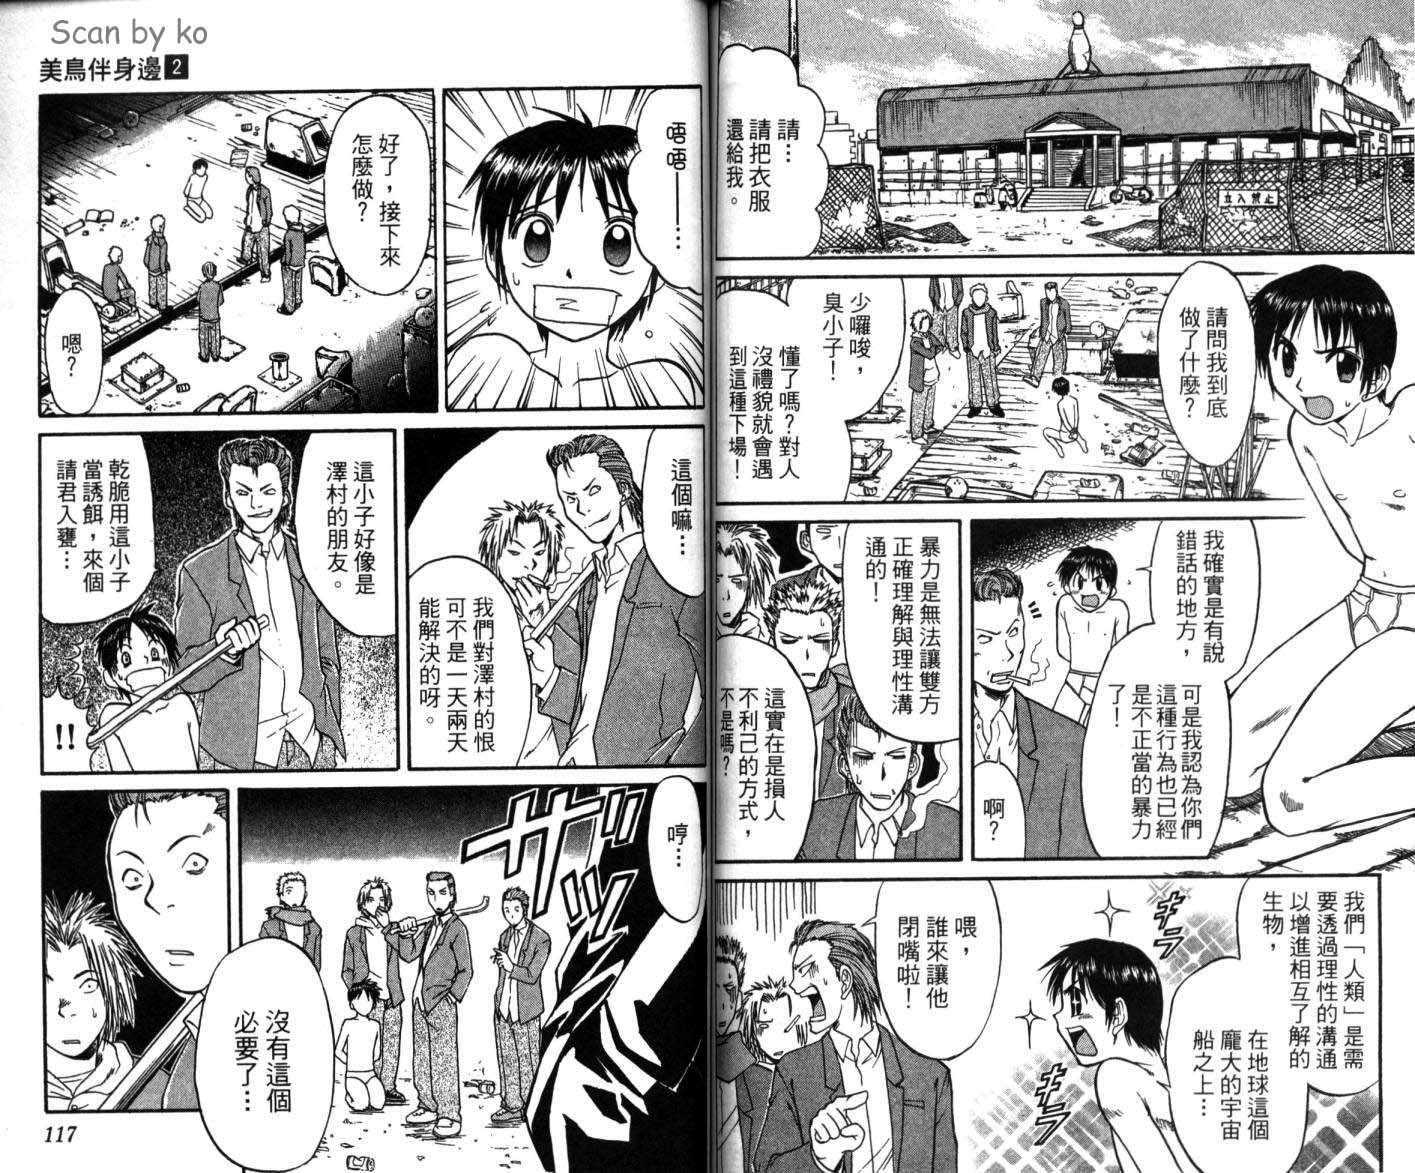 Scan by ko
美鳥伴身邊2
請…
請把衣服
還給我。
立入禁止
請問我到底
做了什麼？
少囉唆，
臭小子！
懂了嗎？對人
沒禮貌就會遇
到這種下場！
我確實是有說
錯話的地方，
可是我認為你們
這種行為也已經
是不正當的暴力
了！
啊？
暴力是無法讓雙方
正確理解與理性溝
通的！
這實在是損人
不利己的方式，
不是嗎？
我們「人類」是需
要透過理性的溝通
以增進相互了解的
生物，
在地球這個
龐大的宇宙
船之上…
キラ
キラ
喂，
誰來讓他
閉嘴啦！
唔唔——…
好了，接下來
怎麼做？
嗯？
這個嘛…
我們對澤村的恨
可不是一天兩天
能解決的呀。
這小子好像是
澤村的朋友。
乾脆用這小子
當誘餌，來個
請君入甕…
!!
哼…
沒有這個
必要了…
117